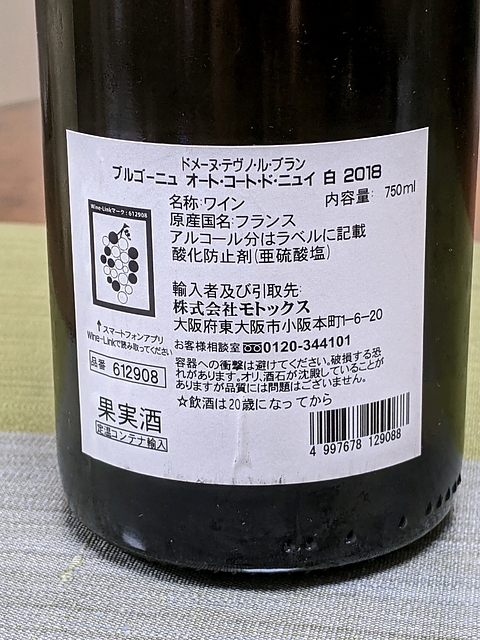 ドメーヌ・テヴノ・ル・ブラン
ブルゴーニュ オート・コート・ド・ニュイ 白 2018
名称:ワイン 内容量: 750ml
原産国名:フランス
アルコール分はラベルに記載
酸化防止剤(亜硫酸塩)
Wine-Linkマーク:612908
輸入者及び引取先:
株式会社モトックス
大阪府東大阪市小阪本町1-6-20
↑スマートフォンアプリ
Wine-Linkで読み取ってください
お客様相談室 0120-344101
品番 612908
容器への衝撃は避けてください。破損する恐
れがあります。オリ、酒石が沈殿していることが
ありますが品質には問題はございません。
☆飲酒は20歳になってから
果実酒
定温コンテナ輸入
4 997678 129088